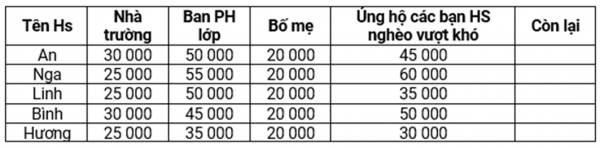 Tên Hs | Nhà trường | Ban PH lớp | Bố mẹ | Ủng hộ các bạn HS nghèo vượt khó | Còn lại
An | 30 000 | 50 000 | 20 000 | 45 000 |
Nga | 25 000 | 55 000 | 20 000 | 60 000 |
Linh | 25 000 | 50 000 | 20 000 | 35 000 |
Bình | 30 000 | 45 000 | 20 000 | 50 000 |
Hương | 25 000 | 35 000 | 20 000 | 30 000 |